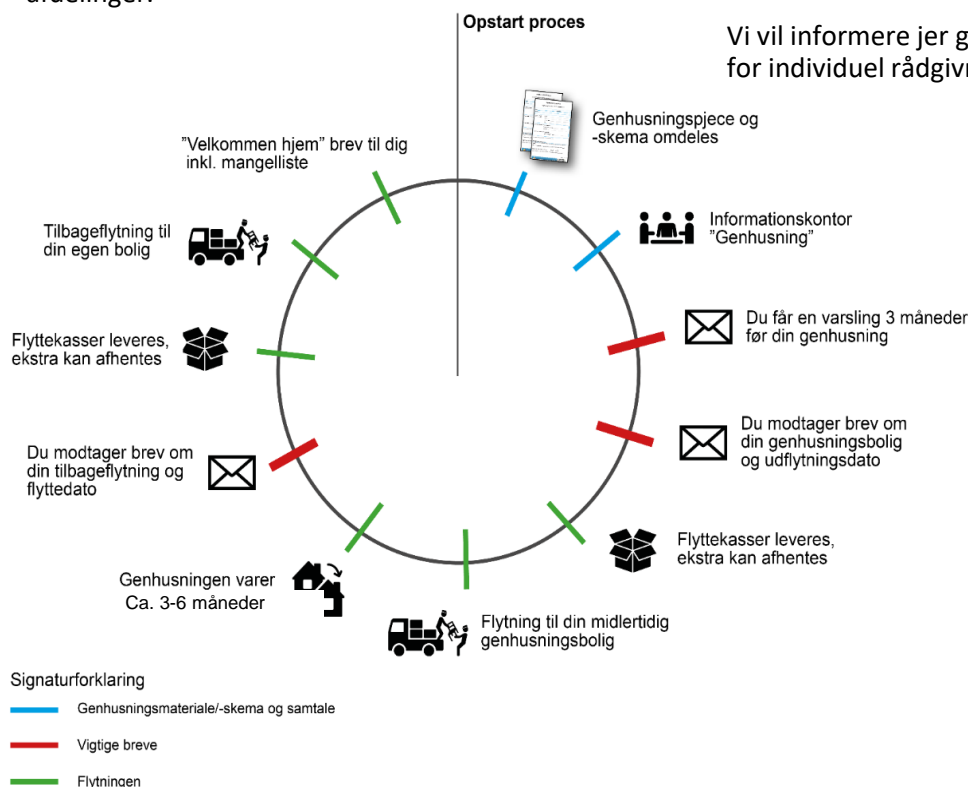 Opstart proces
Vi vil informere jer
for individuel
Genhusningspjece og
-skema omdeles
Informationskontor
"Genhusning"
Du får en varsling 3 måneder
før din genhusning
Du modtager brev om
din genhusningsbolig
og udflytningsdato
Flyttekasser leveres,
ekstra kan afhentes
Flytning til din midlertidig
genhusningsbolig
Genhusningen varer
Ca. 3-6 måneder
Du modtager brev om
din tilbageflytning og
flyttedato
Flyttekasser leveres,
ekstra kan afhentes
Tilbageflytning til
din egen bolig
"Velkommen hjem" brev til dig
inkl. mangelliste
Signaturforklaring
Genhusningsmateriale/-skema og samtale
Vigtige breve
Flytningen